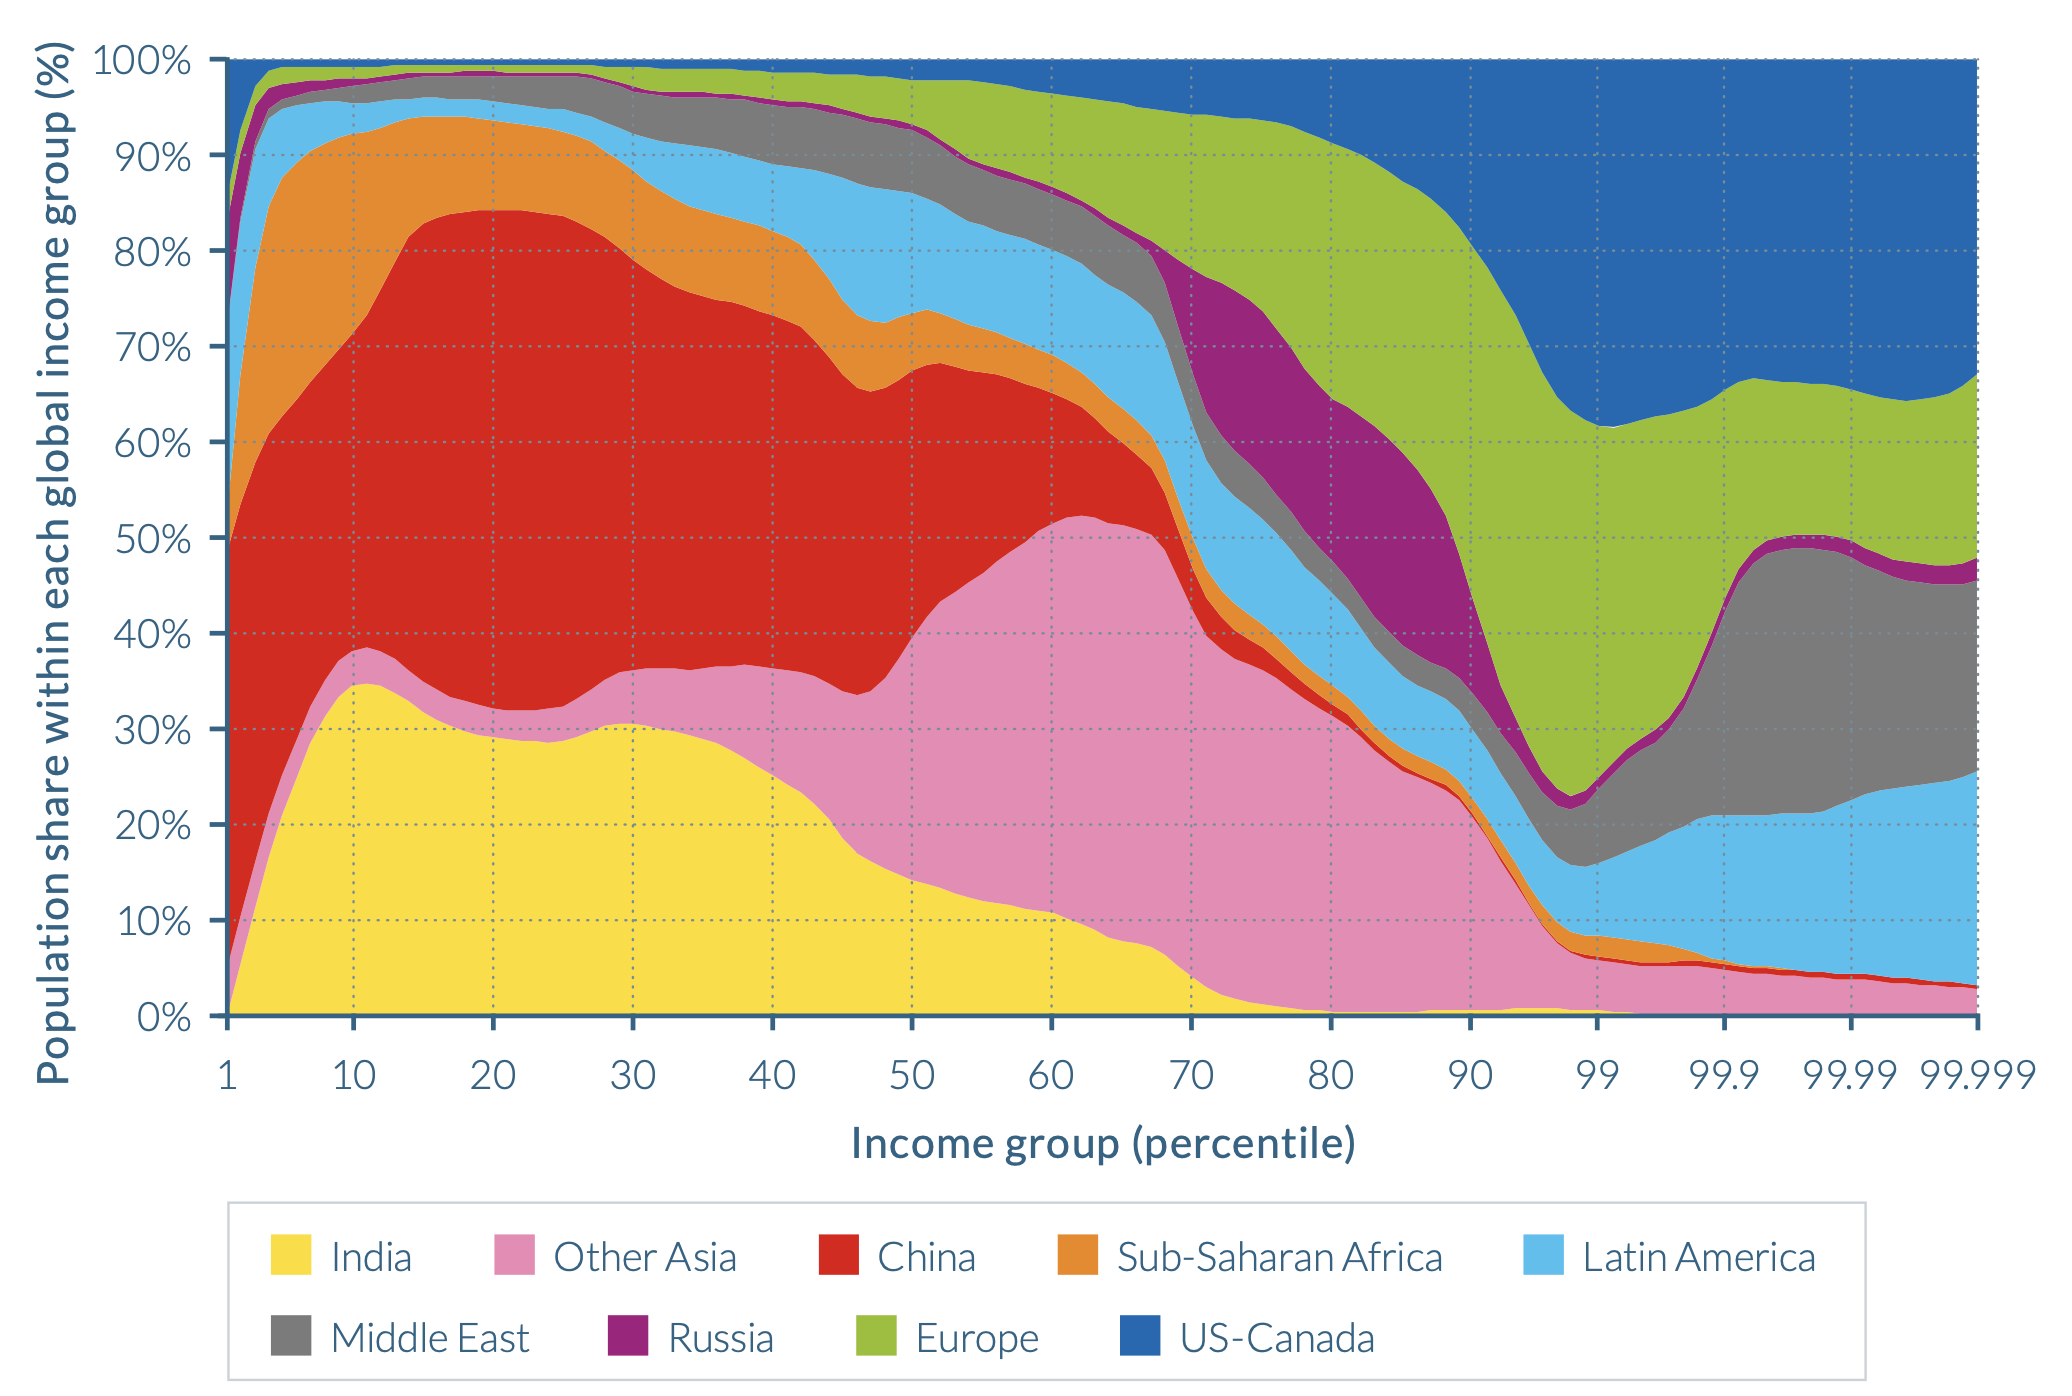 Population share within each global income group (%)
100%
90%
80%
70%
60%
50%
40%
30%
20%
10%
0%
1 10 20 30 40 50 60 70 80 90 99 99.9 99.99 99.999
Income group (percentile)
India Other Asia China Sub-Saharan Africa Latin America
Middle East Russia Europe US-Canada